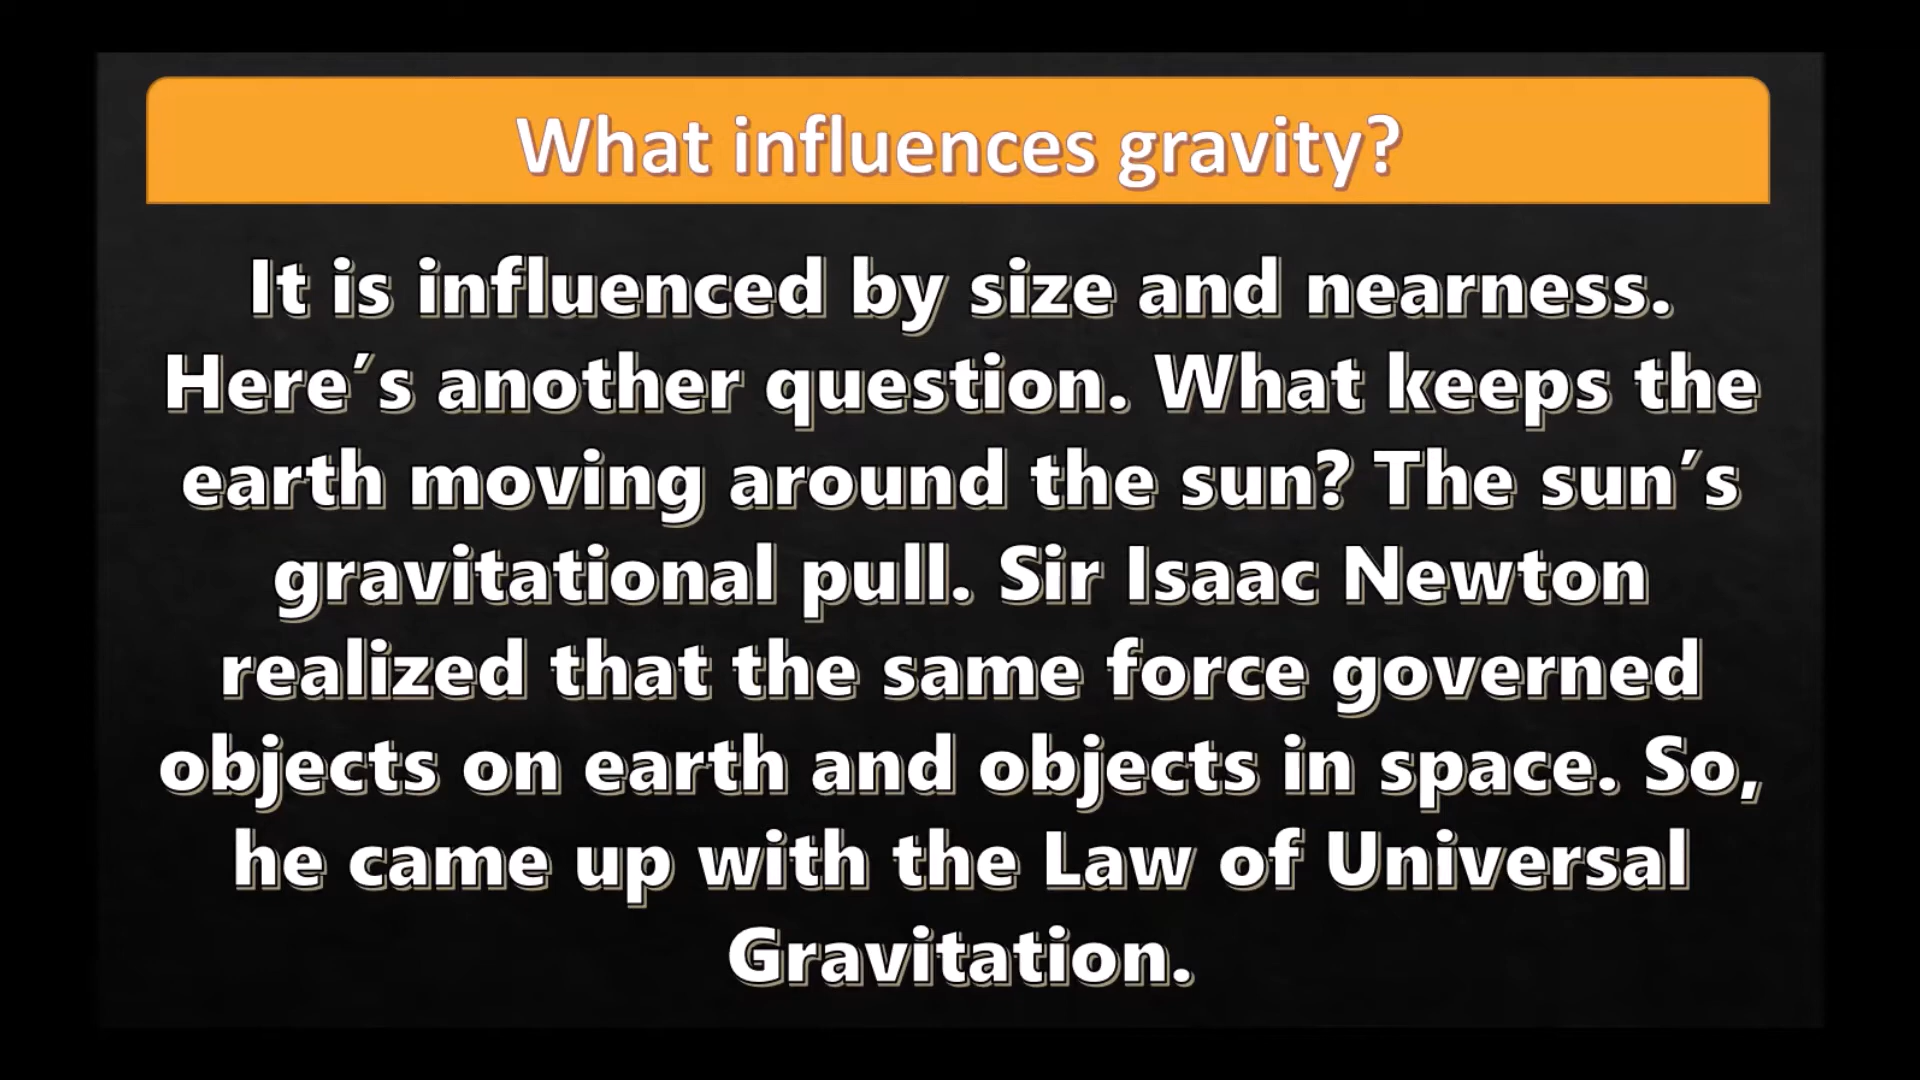 What influences gravity?
It is influenced by size and nearness.
Here’s another question. What keeps the
earth moving around the sun? The sun’s
gravitational pull. Sir Isaac Newton
realized that the same force governed
objects on earth and objects in space. So,
he came up with the Law of Universal
Gravitation.